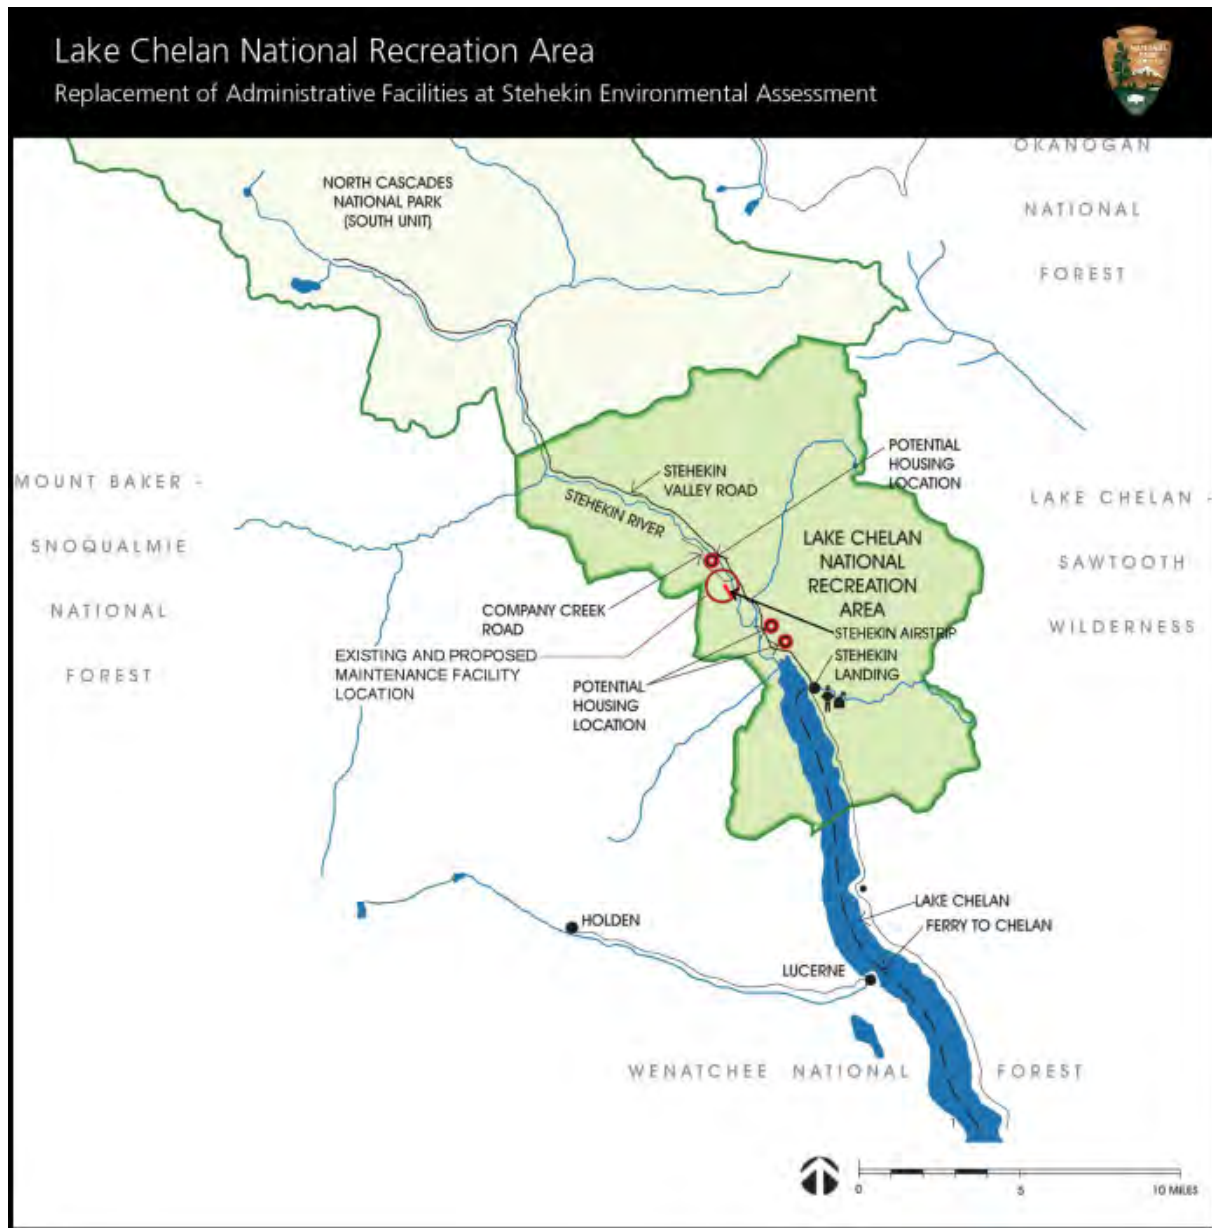 Lake Chelan National Recreation Area
Replacement of Administrative Facilities at Stehekin Environmental Assessment
NATIONAL
PARK
SERVICE
OKANOGAN
NATIONAL
FOREST
NORTH CASCADES
NATIONAL PARK
(SOUTH UNIT)
MOUNT BAKER -
SNOQUALMIE
NATIONAL
FOREST
STEHEKIN
VALLEY ROAD
STEHEKIN RIVER
POTENTIAL
HOUSING
LOCATION
LAKE CHELAN -
SAWTOOTH
WILDERNESS
LAKE CHELAN
NATIONAL
RECREATION
AREA
COMPANY CREEK
ROAD
STEHEKIN AIRSTRIP
EXISTING AND PROPOSED
MAINTENANCE FACILITY
LOCATION
STEHEKIN
LANDING
POTENTIAL
HOUSING
LOCATION
LAKE CHELAN
FERRY TO CHELAN
HOLDEN
LUCERNE
WENATCHEE NATIONAL FOREST
0 5 10 MILES